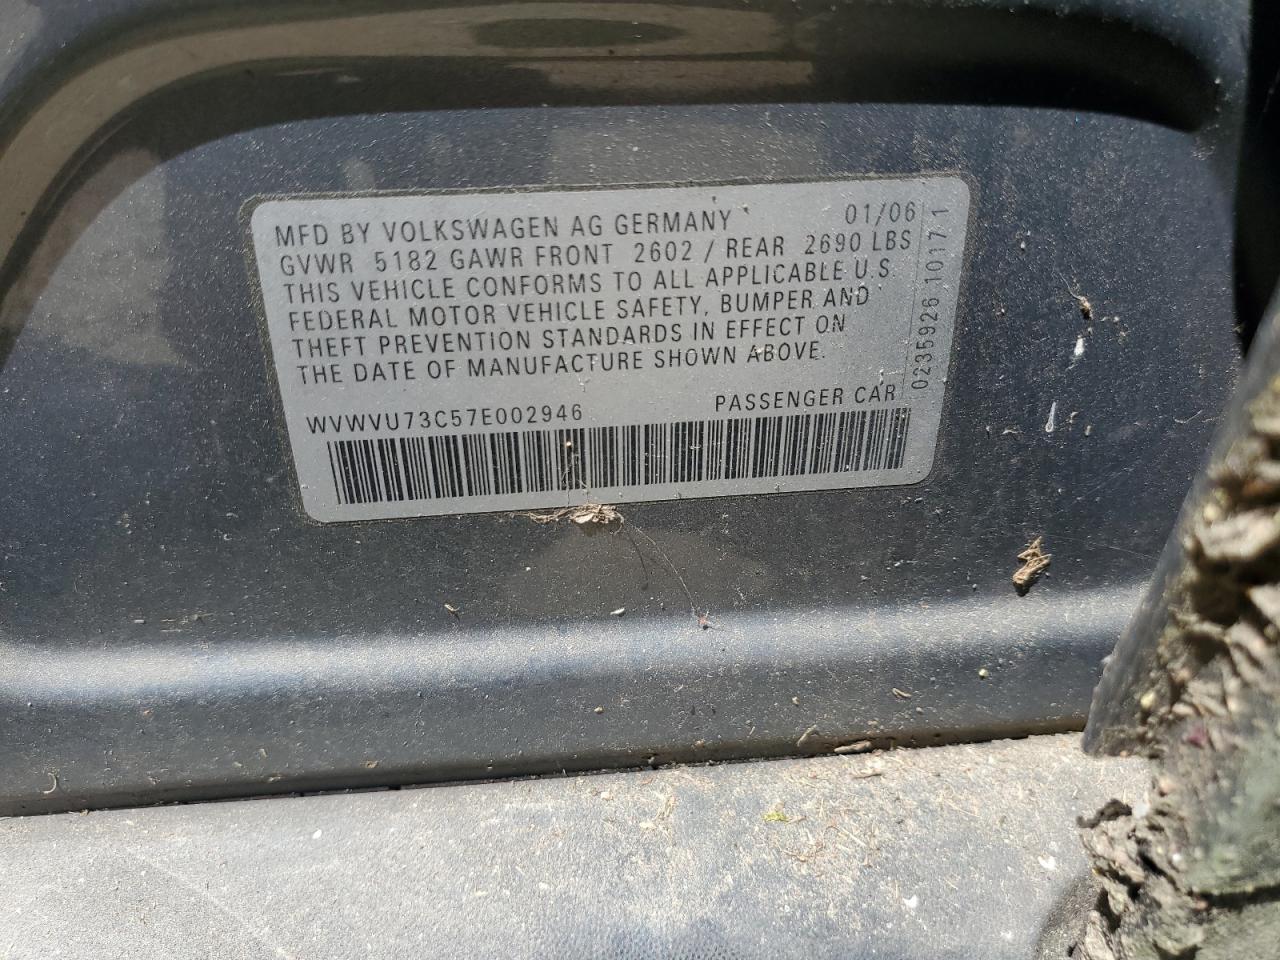 MFD BY VOLKSWAGEN AG GERMANY 01/06
GVWR 5182 GAWR FRONT 2602 / REAR 2690 LBS
THIS VEHICLE CONFORMS TO ALL APPLICABLE U.S
FEDERAL MOTOR VEHICLE SAFETY, BUMPER AND
THEFT PREVENTION STANDARDS IN EFFECT ON
THE DATE OF MANUFACTURE SHOWN ABOVE.
WVWVU73C57E002946 PASSENGER CAR
0235926 10171 1